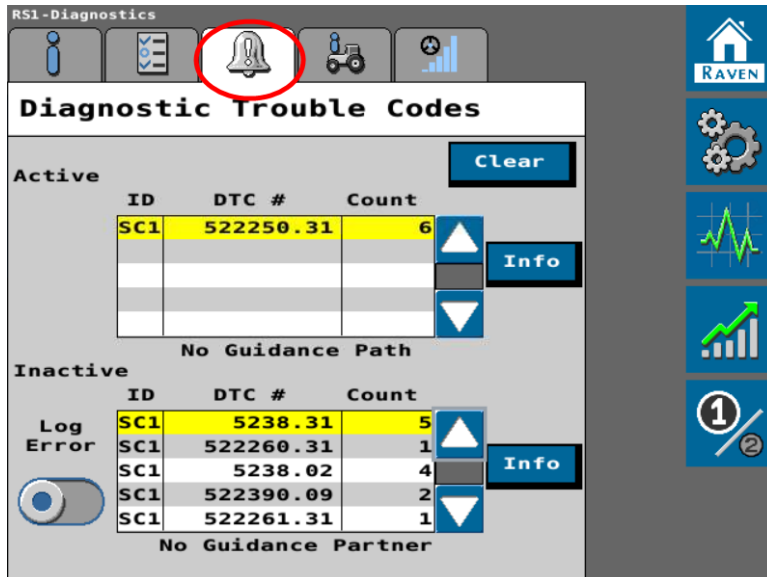 RS1-Diagnostics
RAVEN
Diagnostic Trouble Codes
Clear
Active
ID DTC # Count
SC1 522250.31 6
Info
No Guidance Path
Inactive
ID DTC # Count
Log Error
SC1 5238.31 5
SC1 522260.31 1
SC1 5238.02 4
SC1 522390.09 2
SC1 522261.31 1
Info
No Guidance Partner
1/2